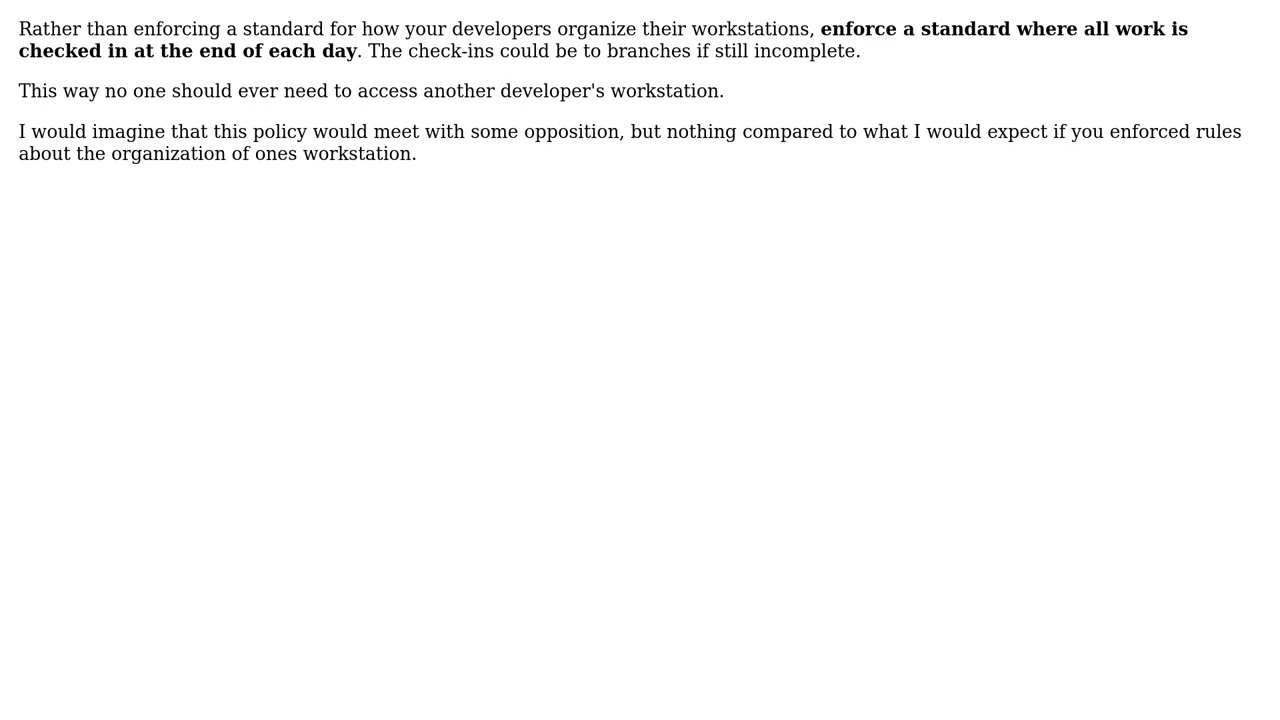 Rather than enforcing a standard for how your developers organize their workstations, enforce a standard where all work is
checked in at the end of each day. The check-ins could be to branches if still incomplete.
This way no one should ever need to access another developer's workstation.
I would imagine that this policy would meet with some opposition, but nothing compared to what I would expect if you enforced rules
about the organization of ones workstation.